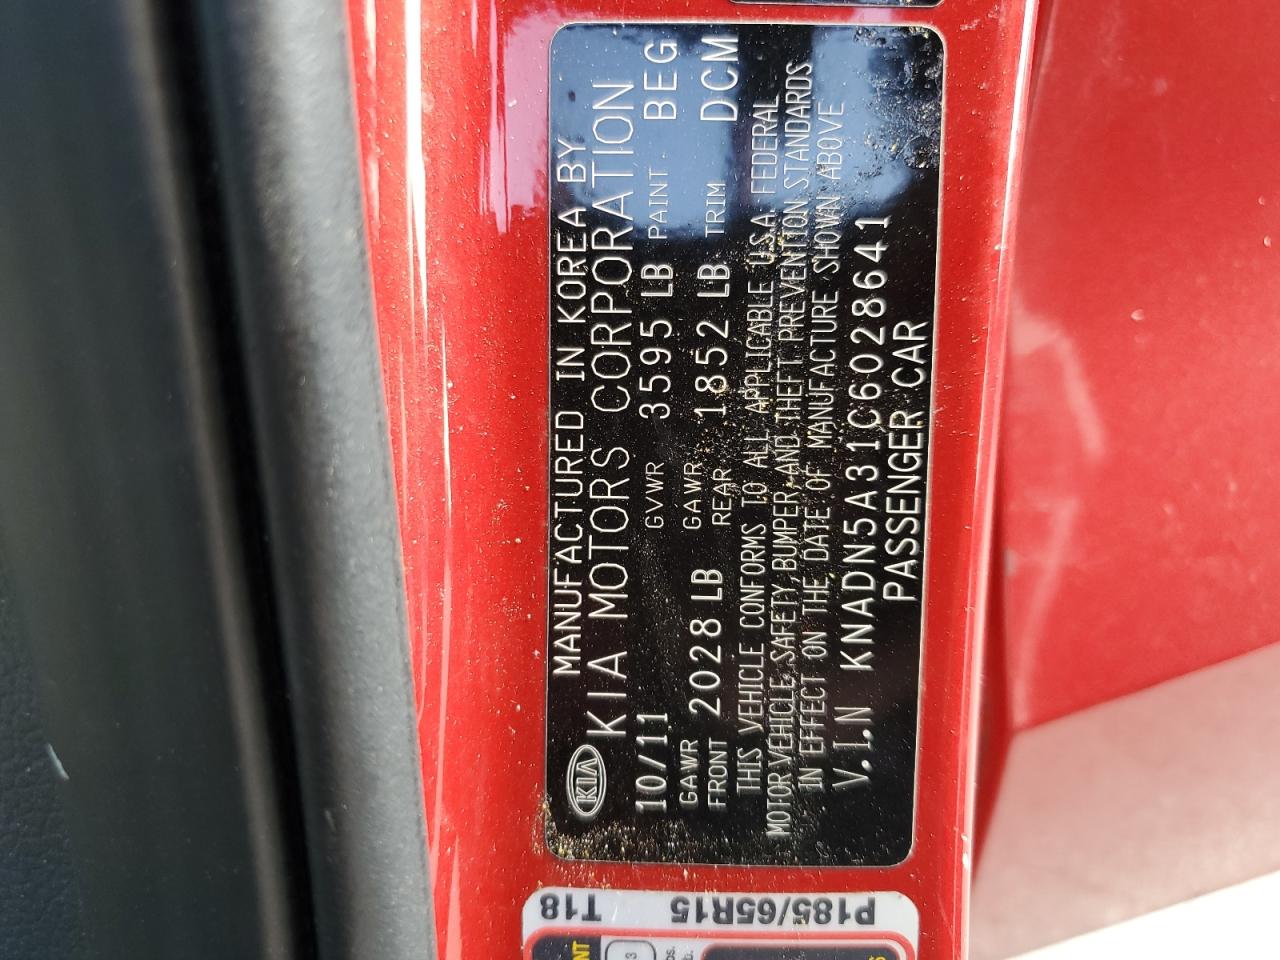 MANUFACTURED IN KOREA BY
KIA KIA MOTORS CORPORATION
10/11 GVWR 3595 LB PAINT BEG
GAWR FRONT 2028 LB GAWR REAR 1852 LB TRIM DCM
THIS VEHICLE CONFORMS TO ALL APPLICABLE U.S.A. FEDERAL
MOTOR VEHICLE SAFETY, BUMPER, AND THEFT PREVENTION STANDARDS
IN EFFECT ON THE DATE OF MANUFACTURE SHOWN ABOVE
V.I.N KNADN5A31C6028641
PASSENGER CAR
T18
P185/65R15
3